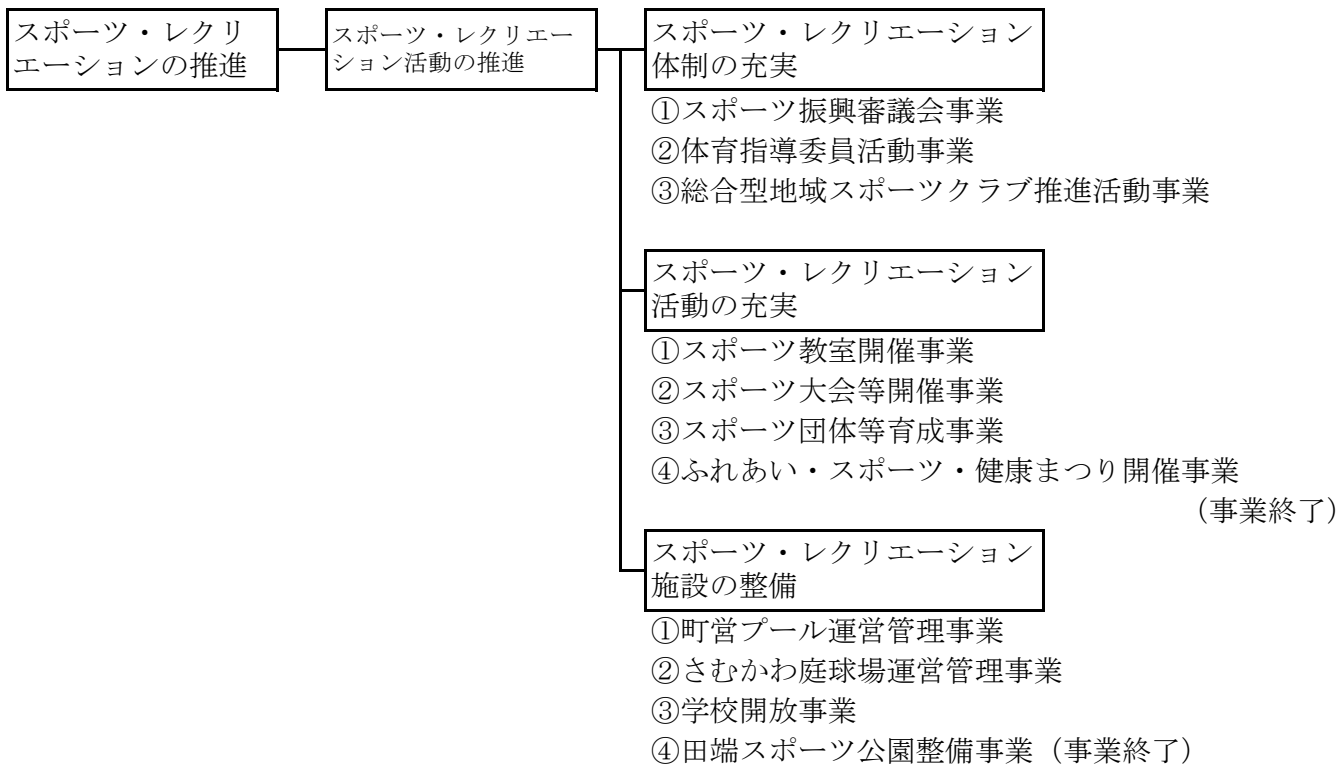 スポーツ・レクリ
エーションの推進
スポーツ・レクリエー
ション活動の推進
スポーツ・レクリエーション
体制の充実
①スポーツ振興審議会事業
②体育指導委員活動事業
③総合型地域スポーツクラブ推進活動事業
スポーツ・レクリエーション
活動の充実
①スポーツ教室開催事業
②スポーツ大会等開催事業
③スポーツ団体等育成事業
④ふれあい・スポーツ・健康まつり開催事業
（事業終了）
スポーツ・レクリエーション
施設の整備
①町営プール運営管理事業
②さむかわ庭球場運営管理事業
③学校開放事業
④田端スポーツ公園整備事業（事業終了）